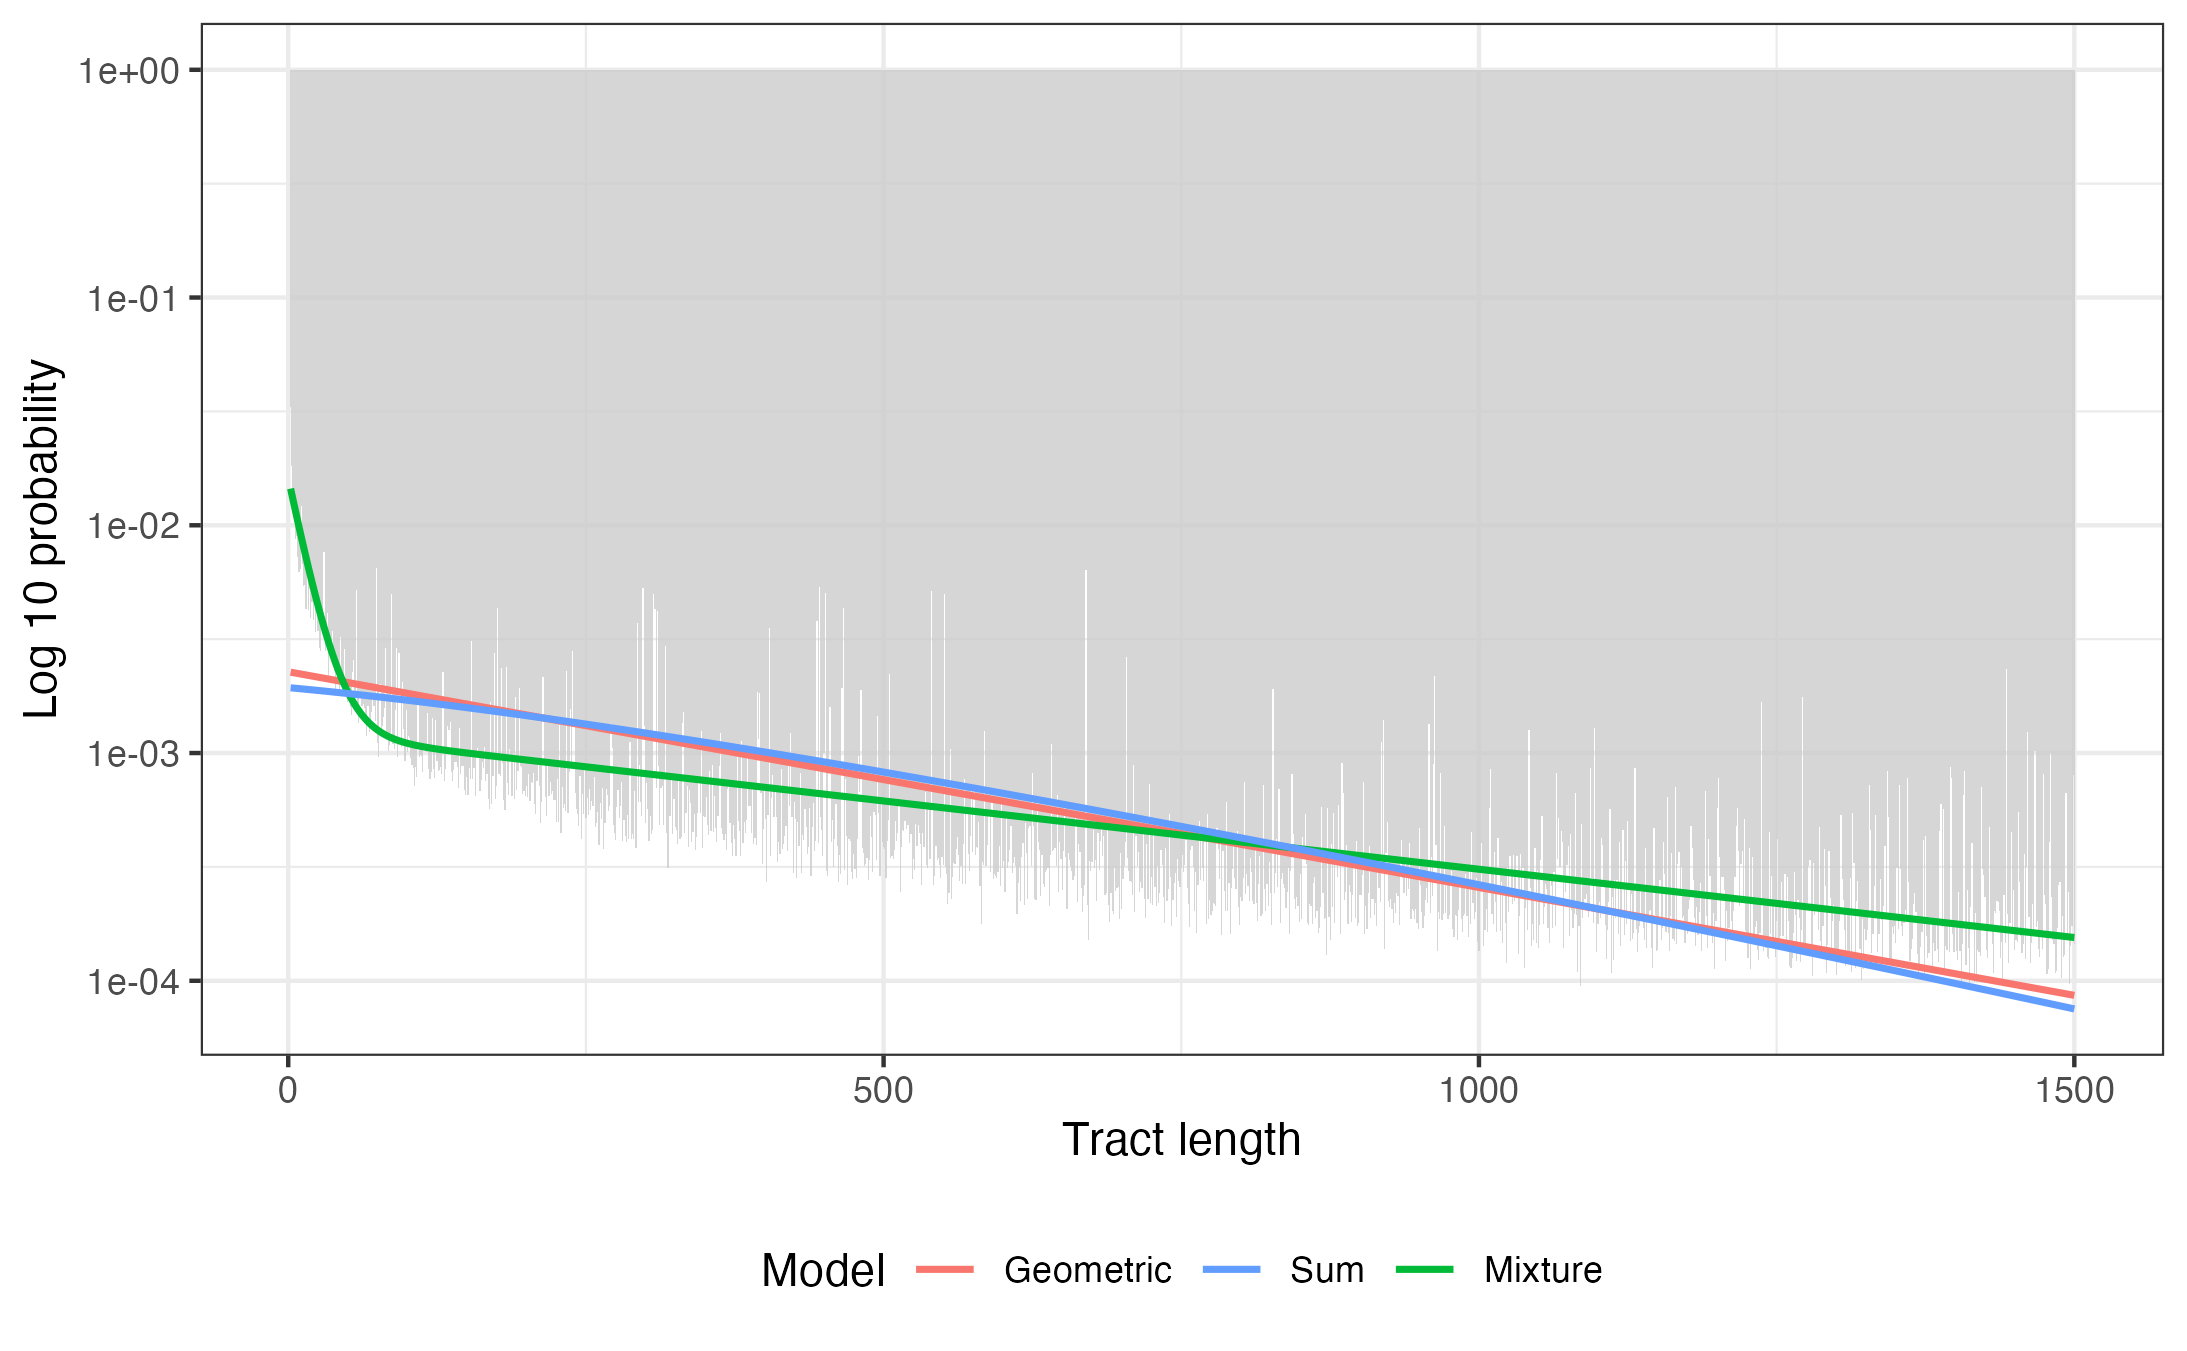 1e+00
1e-01
1e-02
1e-03
1e-04
Log 10 probability
0 500 1000 1500
Tract length
Model Geometric Sum Mixture